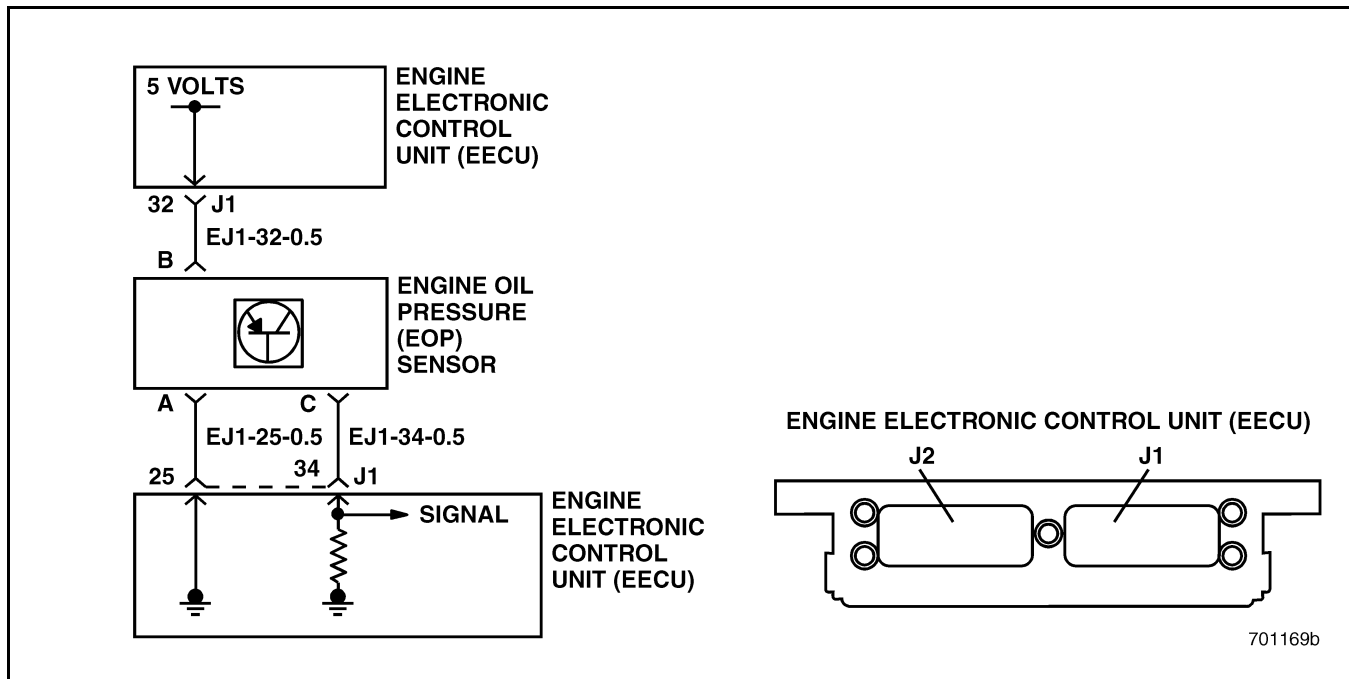 5 VOLTS
ENGINE
ELECTRONIC
CONTROL
UNIT (EECU)
32 J1
EJ1-32-0.5
B
ENGINE OIL
PRESSURE
(EOP)
SENSOR
A C
EJ1-25-0.5 EJ1-34-0.5
25 34 J1
SIGNAL
ENGINE
ELECTRONIC
CONTROL
UNIT (EECU)
ENGINE ELECTRONIC CONTROL UNIT (EECU)
J2 J1
701169b